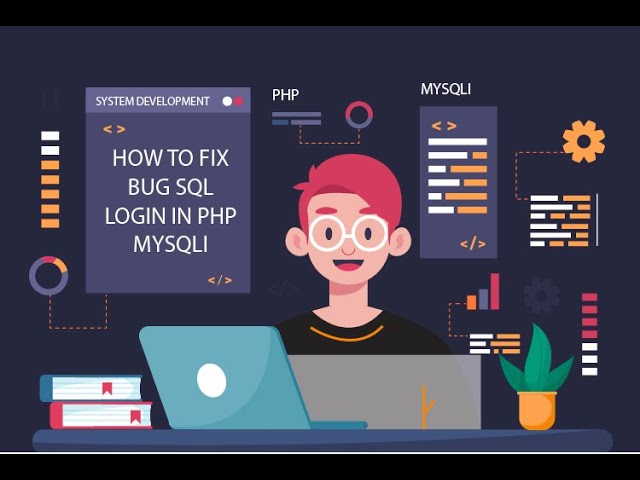 SYSTEM DEVELOPMENT
< >
HOW TO FIX
BUG SQL
LOGIN IN PHP
MYSQLI
</>
PHP
MYSQLI
< >
</>